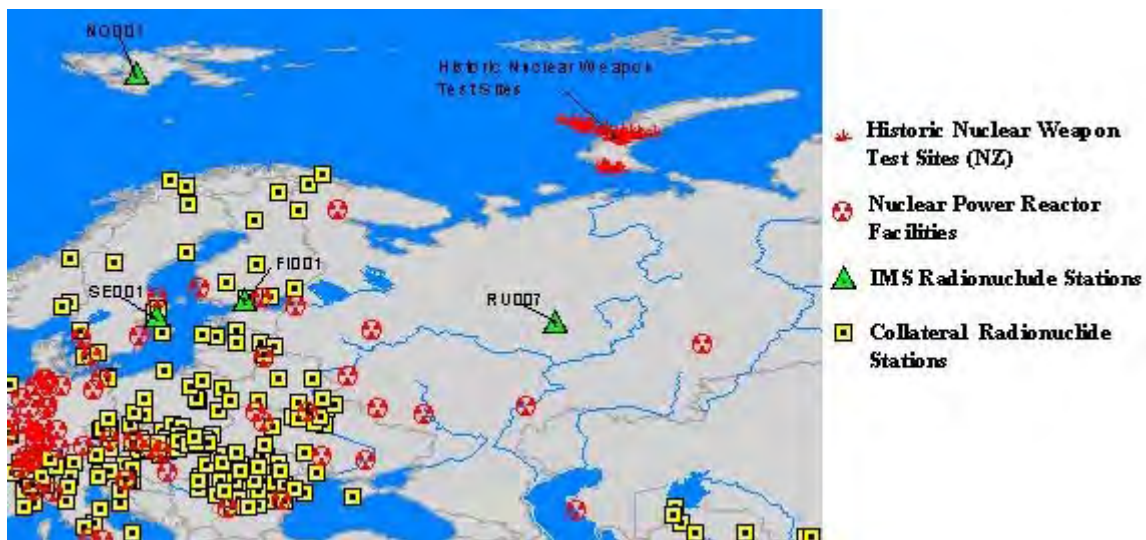 NO001
Historic Nuclear Weapon
Test Sites
FI001
SE001
RU007
Historic Nuclear Weapon
Test Sites (NZ)
Nuclear Power Reactor
Facilities
IMS Radionuclude Stations
Collateral Radionuclide
Stations